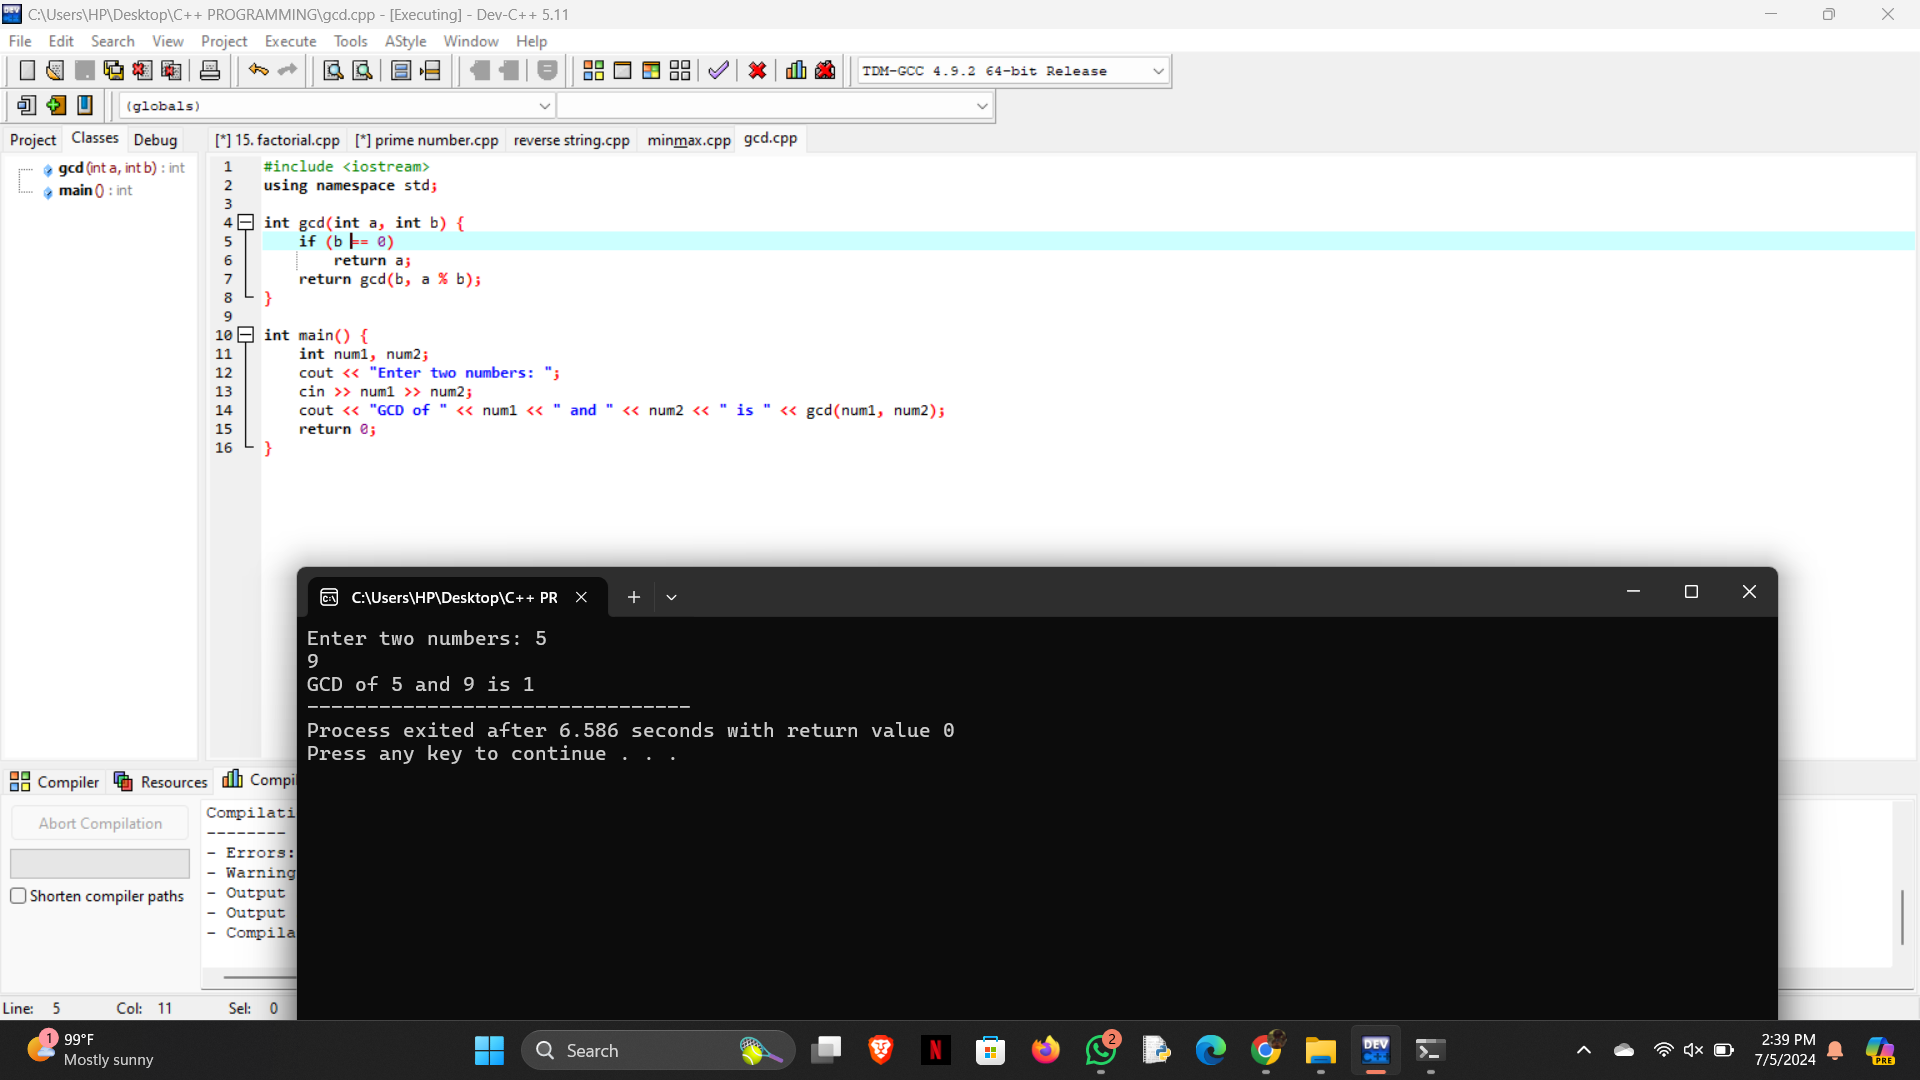 C:\Users\HP\Desktop\C++ PROGRAMMING\gcd.cpp - [Executing] - Dev-C++ 5.11
File Edit Search View Project Execute Tools AStyle Window Help
TDM-GCC 4.9.2 64-bit Release
(globals)
Project Classes Debug [*] 15. factorial.cpp [*] prime number.cpp reverse string.cpp minmax.cpp gcd.cpp
gcd (int a, int b) : int
main () : int
1 #include <iostream>
2 using namespace std;
3
4 int gcd(int a, int b) {
5 if (b == 0)
6 return a;
7 return gcd(b, a % b);
8 }
9
10 int main() {
11 int num1, num2;
12 cout << "Enter two numbers: ";
13 cin >> num1 >> num2;
14 cout << "GCD of " << num1 << " and " << num2 << " is " << gcd(num1, num2);
15 return 0;
16 }
C:\Users\HP\Desktop\C++ PR
Enter two numbers: 5
9
GCD of 5 and 9 is 1
--------------------------------
Process exited after 6.586 seconds with return value 0
Press any key to continue . . .
Compiler Resources Compil
Abort Compilation
Shorten compiler paths
Compilati
--------
- Errors:
- Warning
- Output
- Output
- Compila
Line: 5 Col: 11 Sel: 0
1
99°F
Mostly sunny
Search
N
2
DEV
C++
2:39 PM
7/5/2024
PRE